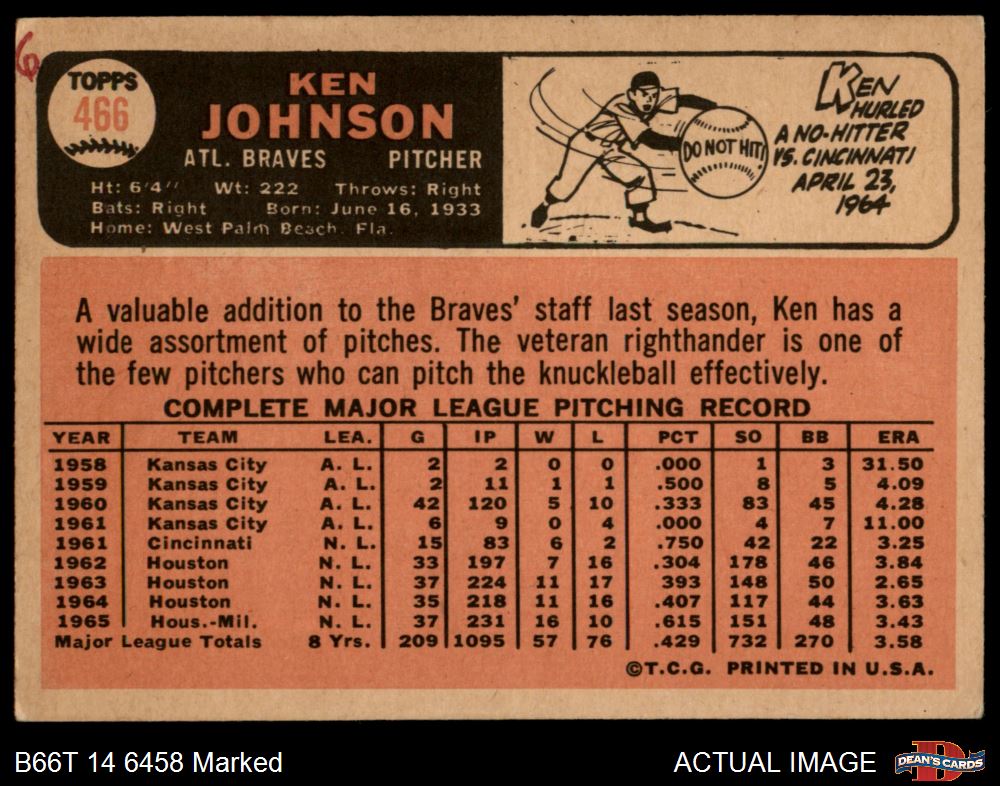 6
TOPPS
466
KEN
JOHNSON
ATL. BRAVES PITCHER
Ht: 6'4" Wt: 222 Throws: Right
Bats: Right Born: June 16, 1933
Home: West Palm Beach, Fla.
DO NOT HIT!
KEN
HURLED
A NO-HITTER
VS. CINCINNATI
APRIL 23,
1964
A valuable addition to the Braves' staff last season, Ken has a
wide assortment of pitches. The veteran righthander is one of
the few pitchers who can pitch the knuckleball effectively.
COMPLETE MAJOR LEAGUE PITCHING RECORD
YEAR TEAM LEA. G IP W L PCT SO BB ERA
1958 Kansas City A. L. 2 2 0 0 .000 1 3 31.50
1959 Kansas City A. L. 2 11 1 1 .500 8 5 4.09
1960 Kansas City A. L. 42 120 5 10 .333 83 45 4.28
1961 Kansas City A. L. 6 9 0 4 .000 4 7 11.00
1961 Cincinnati N. L. 15 83 6 2 .750 42 22 3.25
1962 Houston N. L. 33 197 7 16 .304 178 46 3.84
1963 Houston N. L. 37 224 11 17 393 148 50 2.65
1964 Houston N. L. 35 218 11 16 .407 117 44 3.63
1965 Hous.-Mil. N. L. 37 231 16 10 .615 151 48 3.43
Major League Totals 8 Yrs. 209 1095 57 76 .429 732 270 3.58
©T.C.G. PRINTED IN U.S.A.
B66T 14 6458 Marked
ACTUAL IMAGE
DEAN'S CARDS